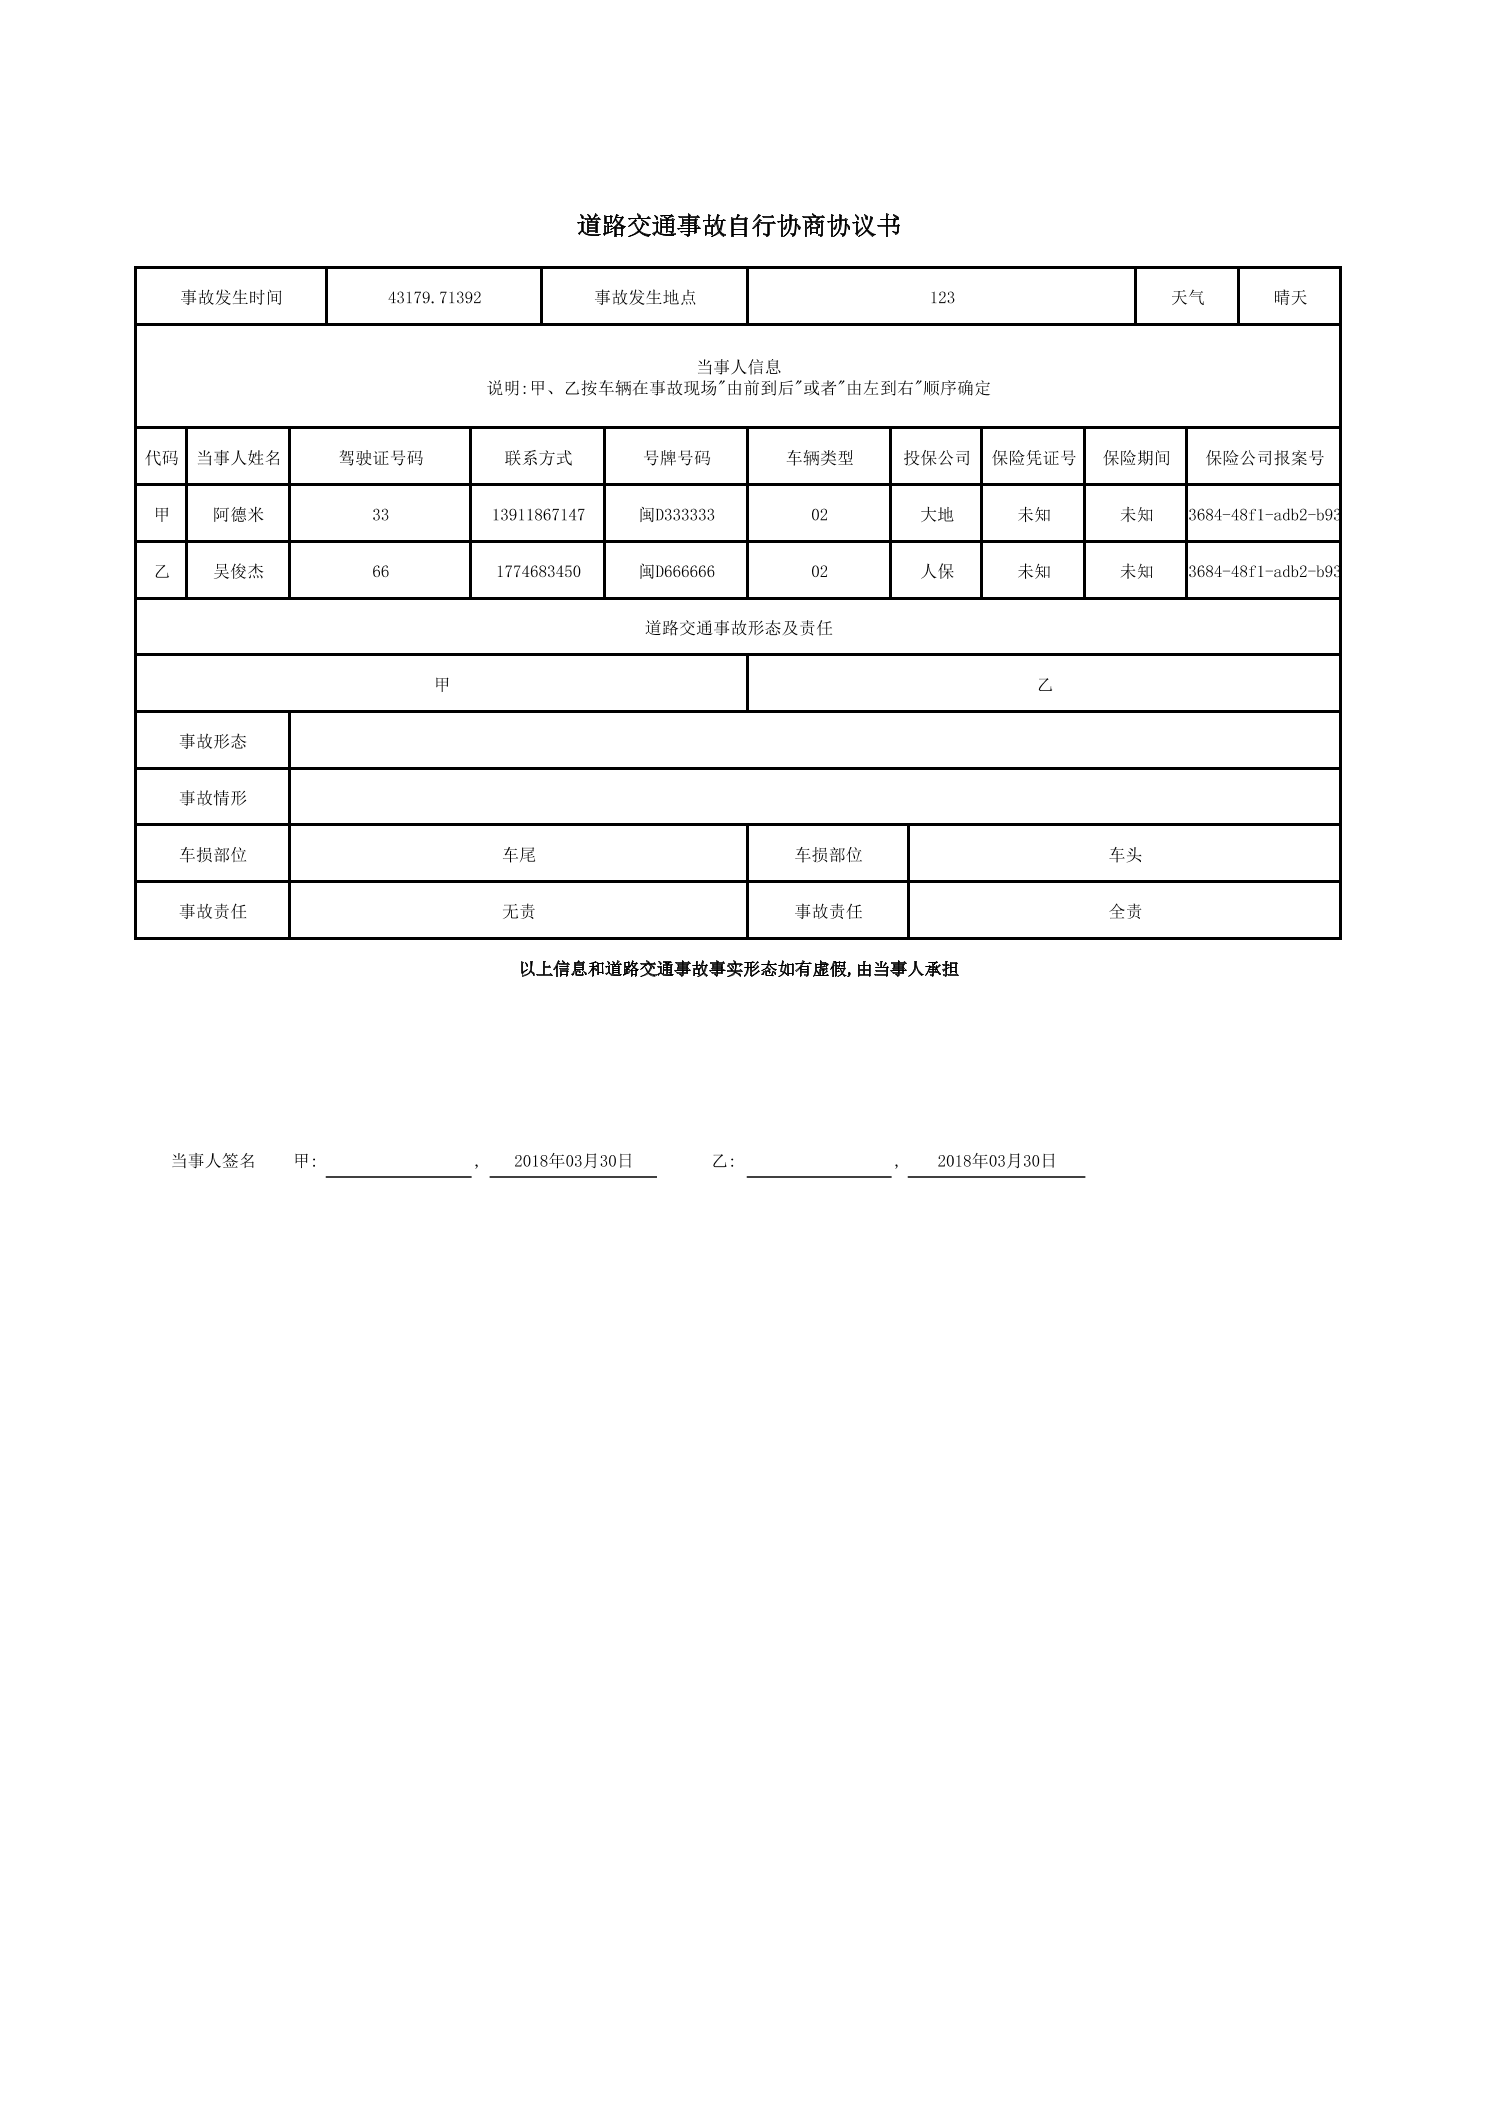 道路交通事故自行协商协议书
事故发生时间 43179.71392 事故发生地点 123 天气 晴天
当事人信息
说明:甲、乙按车辆在事故现场"由前到后"或者"由左到右"顺序确定
代码 当事人姓名 驾驶证号码 联系方式 号牌号码 车辆类型 投保公司 保险凭证号 保险期间 保险公司报案号
甲 阿德米 33 13911867147 闽D333333 02 大地 未知 未知 3684-48f1-adb2-b93
乙 吴俊杰 66 1774683450 闽D666666 02 人保 未知 未知 3684-48f1-adb2-b93
道路交通事故形态及责任
甲 乙
事故形态
事故情形
车损部位 车尾 车损部位 车头
事故责任 无责 事故责任 全责
以上信息和道路交通事故事实形态如有虚假,由当事人承担
当事人签名 甲: , 2018年03月30日 乙: , 2018年03月30日